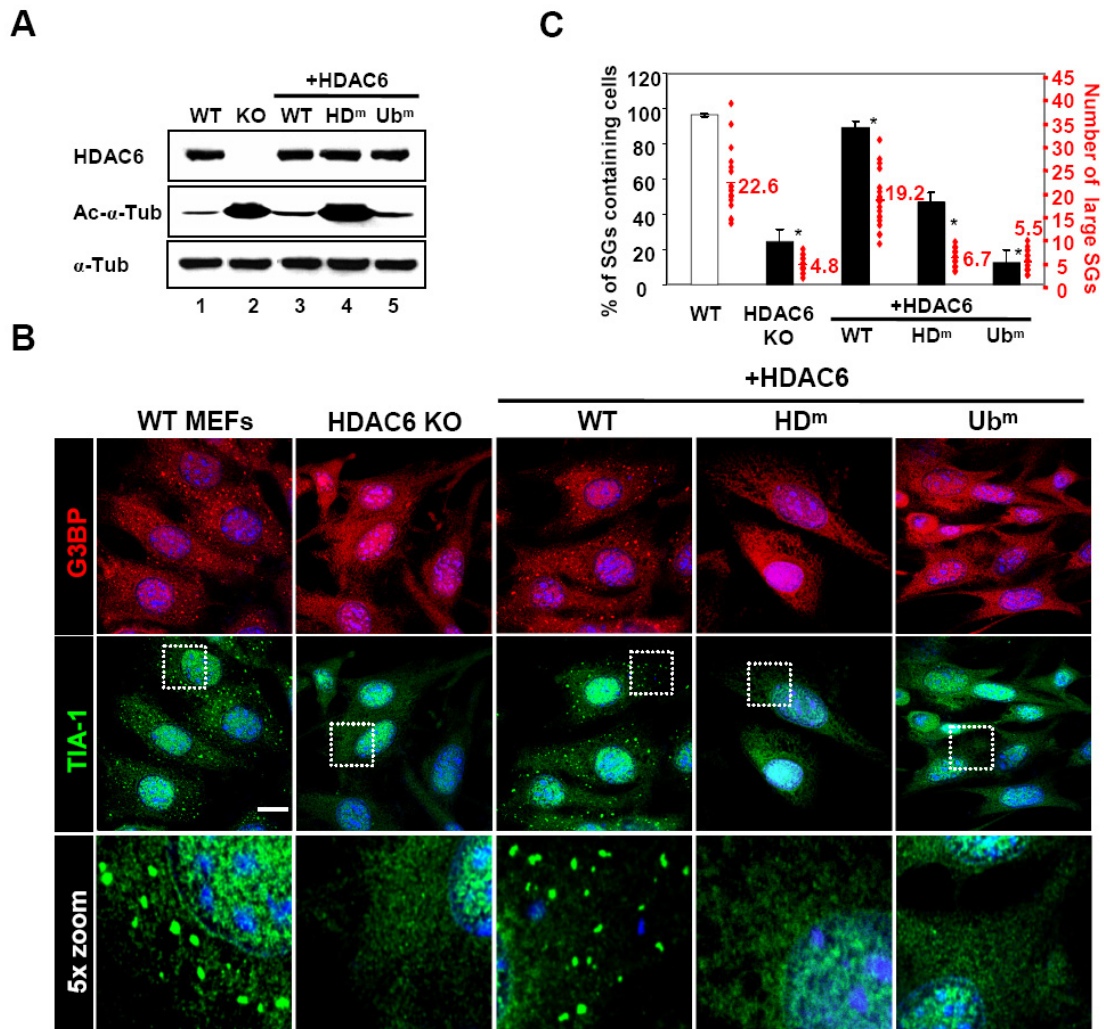 A
+HDAC6
WT KO WT HDᵐ Ubᵐ
HDAC6
Ac-α-Tub
α-Tub
1 2 3 4 5
C
% of SGs containing cells
120
100
80
60
40
20
0
Number of large SGs
45
40
35
30
25
20
15
10
5
0
22.6
*
4.8
*
19.2
*
6.7
*
5.5
WT
HDAC6 KO
+HDAC6
WT HDᵐ Ubᵐ
B
+HDAC6
WT MEFs HDAC6 KO WT HDᵐ Ubᵐ
G3BP
TIA-1
5x zoom